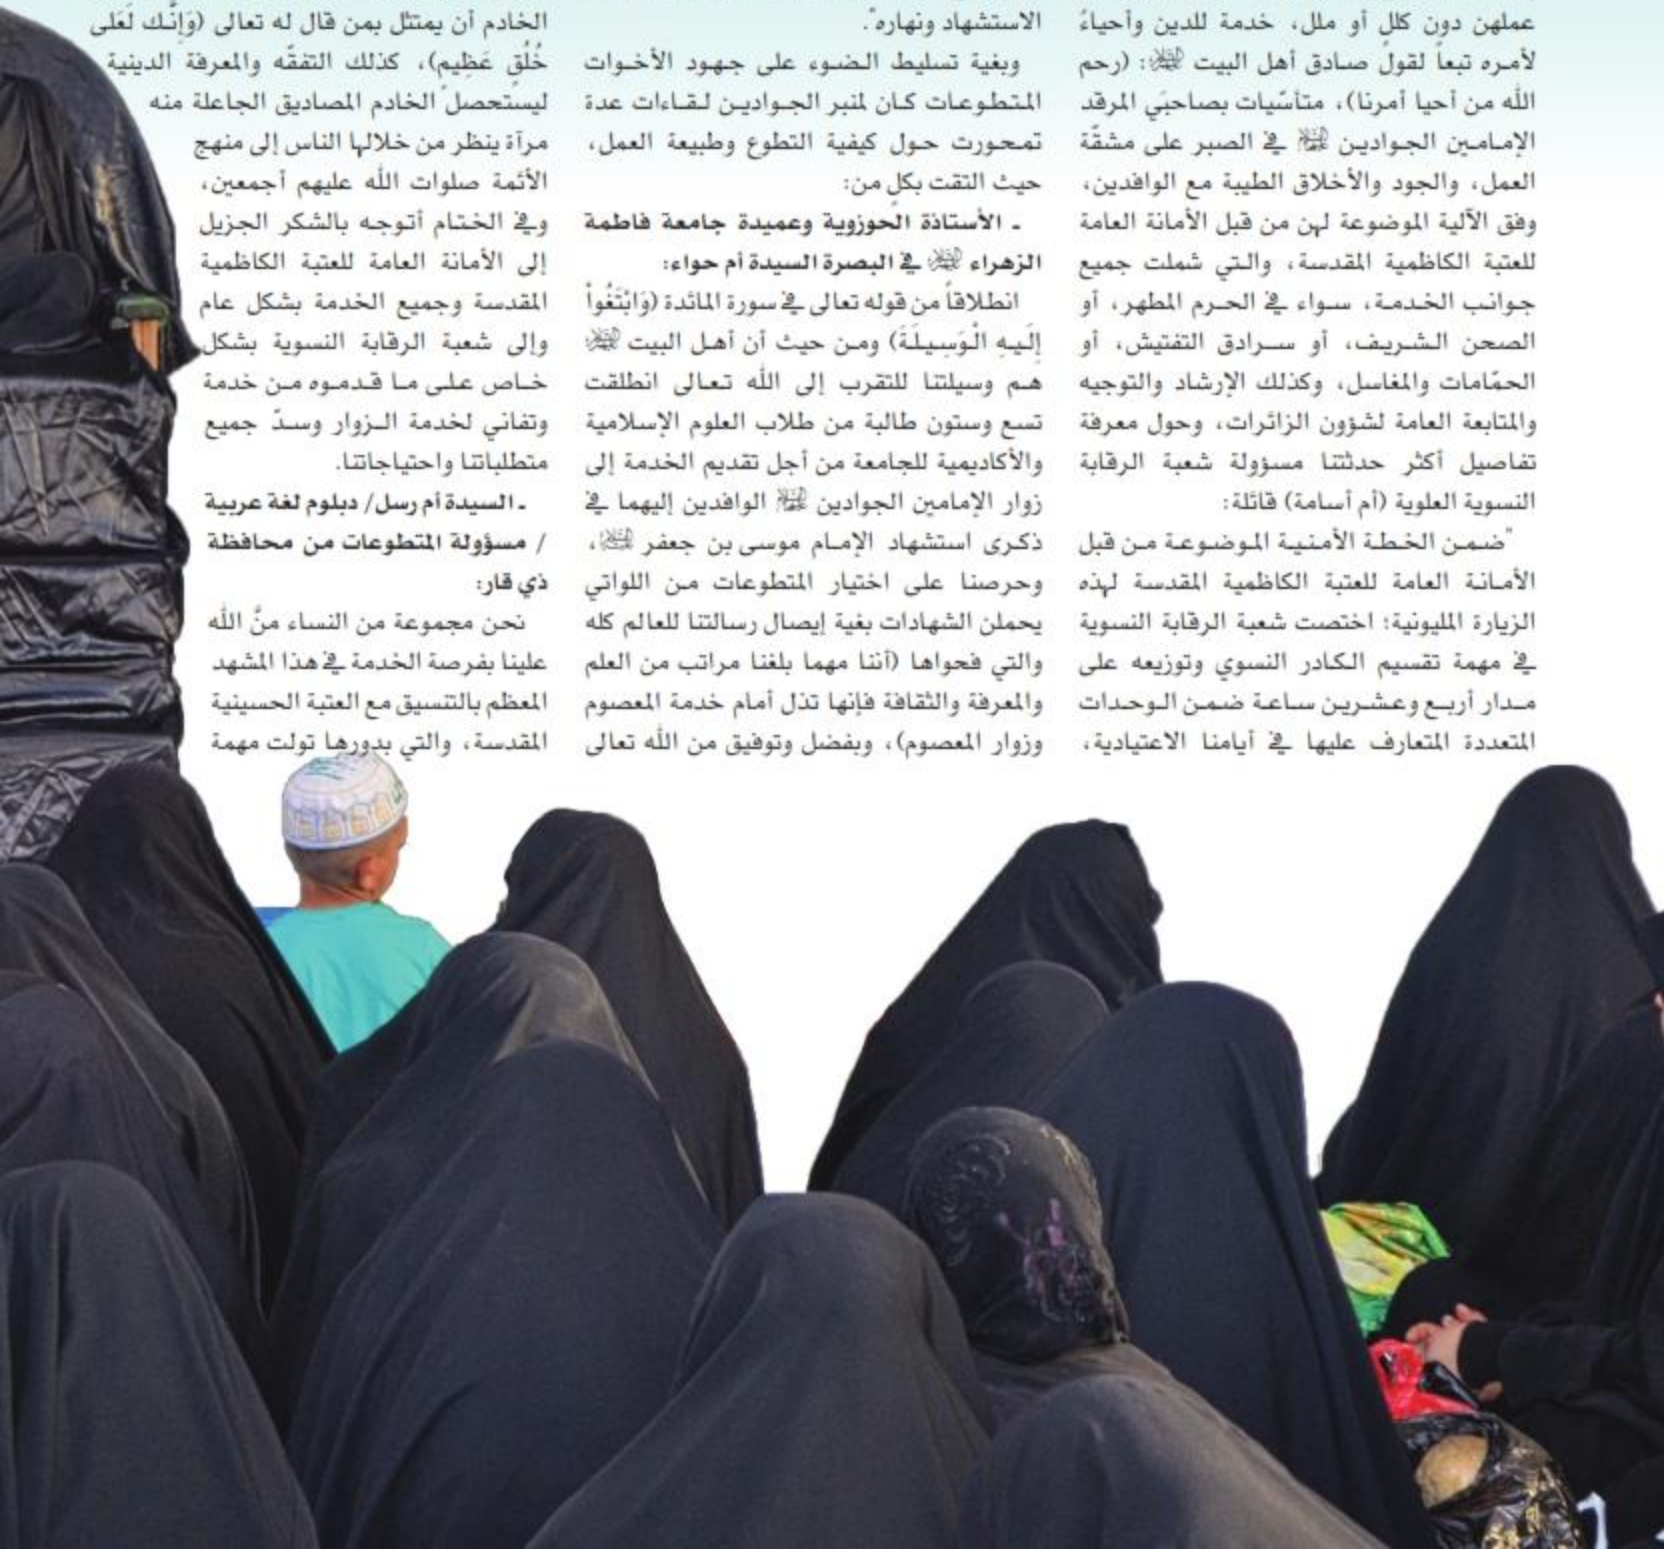 عملهن دون كلل أو ملل، خدمة للدين وأحياءً
لأمره تبعاً لقول صادق أهل البيت ﷺ: (رحم
الله من أحيا أمرنا)، متأسّيات بصاحبَي المرقد
الإمامين الجوادين ﷺ في الصبر على مشقّة
العمل، والجود والأخلاق الطيبة مع الوافدين،
وفق الآلية الموضوعة لهن من قبل الأمانة العامة
للعتبة الكاظمية المقدسة، والتي شملت جميع
جوانب الخدمة، سواء في الحرم المطهر، أو
الصحن الشريف، أو سرادق التفتيش، أو
الحمّامات والمغاسل، وكذلك الإرشاد والتوجيه
والمتابعة العامة لشؤون الزائرات، وحول معرفة
تفاصيل أكثر حدثتنا مسؤولة شعبة الرقابة
النسوية العلوية (أم أسامة) قائلة:
"ضمن الخطة الأمنية الموضوعة من قبل
الأمانة العامة للعتبة الكاظمية المقدسة لهذه
الزيارة المليونية؛ اختصت شعبة الرقابة النسوية
في مهمة تقسيم الكادر النسوي وتوزيعه على
مدار أربع وعشرين ساعة ضمن الوحدات
المتعددة المتعارف عليها في أيامنا الاعتيادية،
الاستشهاد ونهاره".
وبغية تسليط الضوء على جهود الأخوات
المتطوعات كان لمنبر الجوادين لقاءات عدة
تمحورت حول كيفية التطوع وطبيعة العمل،
حيث التقت بكلٍ من:
ـ الأستاذة الحوزوية وعميدة جامعة فاطمة
الزهراء في البصرة السيدة أم حواء:
انطلاقاً من قوله تعالى في سورة المائدة (وَابْتَغُواْ
إِلَيهِ الْوَسِيلَةَ) ومن حيث أن أهل البيت
هم وسيلتنا للتقرب إلى الله تعالى انطلقت
تسع وستون طالبة من طلاب العلوم الإسلامية
والأكاديمية للجامعة من أجل تقديم الخدمة إلى
زوار الإمامين الجوادين الوافدين إليهما في
ذكرى استشهاد الإمام موسى بن جعفر ،
وحرصنا على اختيار المتطوعات من اللواتي
يحملن الشهادات بغية إيصال رسالتنا للعالم كله
والتي فحواها (أننا مهما بلغنا مراتب من العلم
والمعرفة والثقافة فإنها تذل أمام خدمة المعصوم
وزوار المعصوم)، وبفضل وتوفيق من الله تعالى
الخادم أن يمتثل بمن قال له تعالى (وَإِنَّكَ لَعَلى
خُلُقٍ عَظِيمٍ)، كذلك التفقّه والمعرفة الدينية
ليستحصل الخادم المصاديق الجاعلة منه
مرآة ينظر من خلالها الناس إلى منهج
الأئمة صلوات الله عليهم أجمعين،
وفي الختام أتوجه بالشكر الجزيل
إلى الأمانة العامة للعتبة الكاظمية
المقدسة وجميع الخدمة بشكل عام
وإلى شعبة الرقابة النسوية بشكل
خاص على ما قدموه من خدمة
وتفاني لخدمة الزوار وسدّ جميع
متطلباتنا واحتياجاتنا.
ـ السيدة أم رسل/ دبلوم لغة عربية
/ مسؤولة المتطوعات من محافظة
ذي قار:
نحن مجموعة من النساء منَّ الله
علينا بفرصة الخدمة في هذا المشهد
المعظم بالتنسيق مع العتبة الحسينية
المقدسة، والتي بدورها تولت مهمة